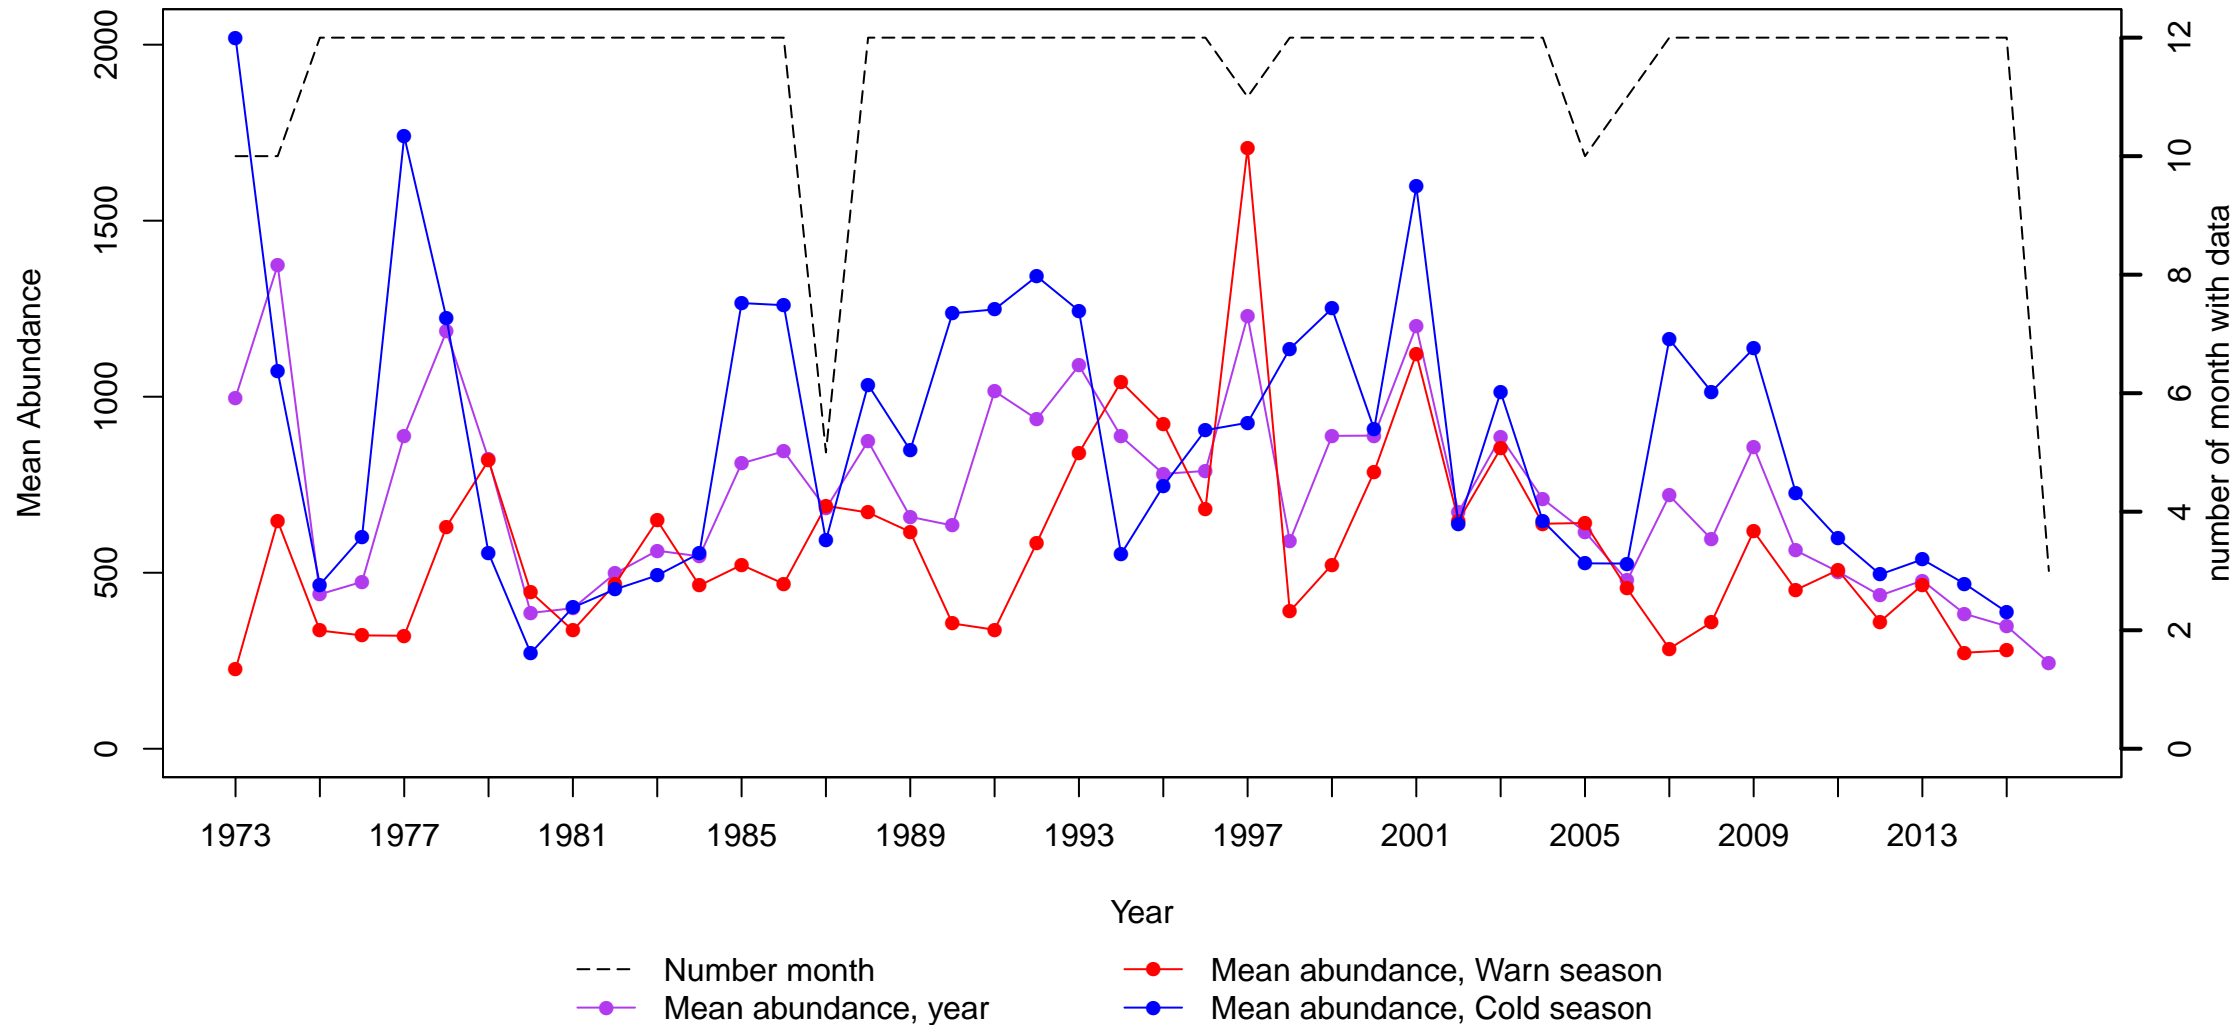 Mean Abundance
0
500
1000
1500
2000
number of month with data
0
2
4
6
8
10
12
1973 1977 1981 1985 1989 1993 1997 2001 2005 2009 2013
Year
Number month
Mean abundance, year
Mean abundance, Warn season
Mean abundance, Cold season